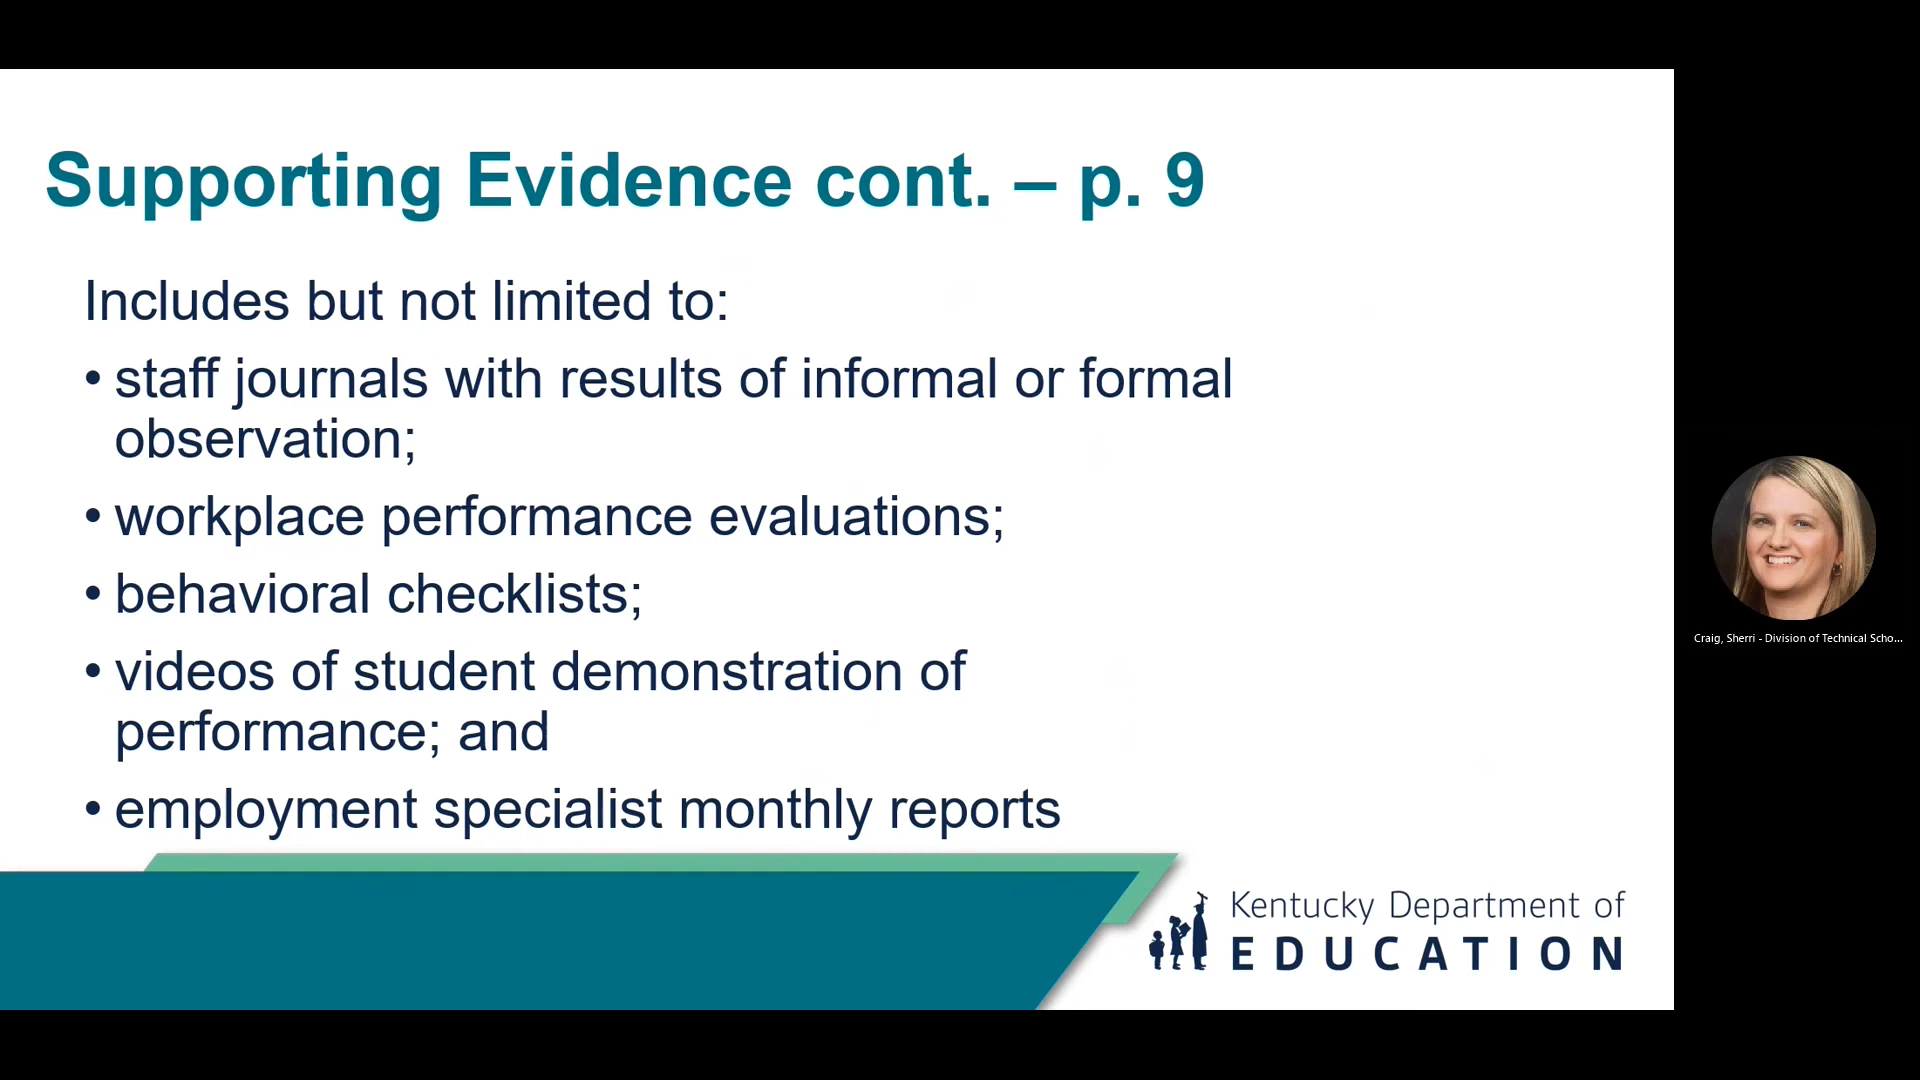 Supporting Evidence cont. – p. 9
Includes but not limited to:
• staff journals with results of informal or formal
observation;
• workplace performance evaluations;
• behavioral checklists;
• videos of student demonstration of
performance; and
• employment specialist monthly reports
Kentucky Department of
EDUCATION
Craig, Sherri - Division of Technical Scho...